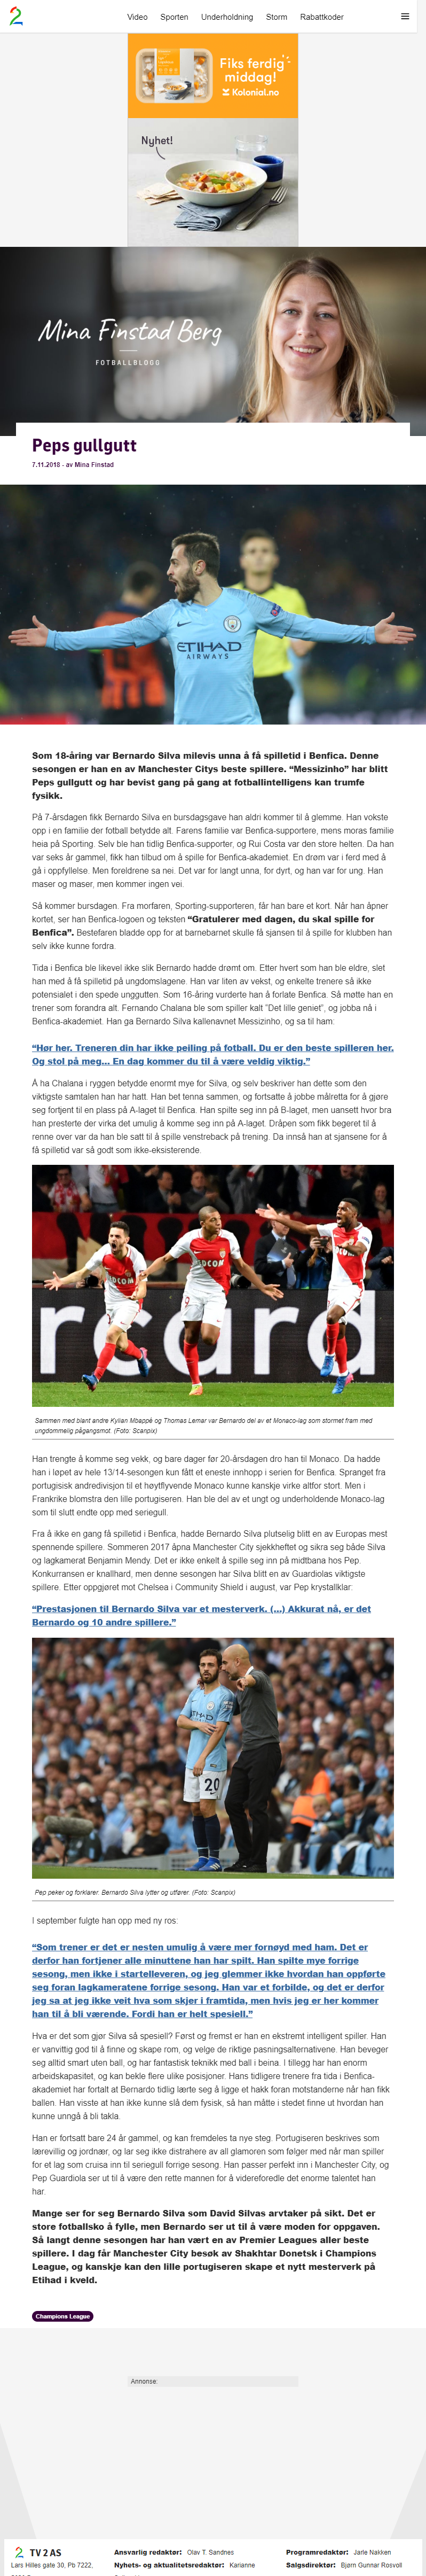 Video Sporten Underholdning Storm Rabattkoder
Fiks ferdig
middag!
Kolonial.no
Nyhet!
Mina Finstad Berg
FOTBALLBLOGG
Peps gullgutt
7.11.2018 - av Mina Finstad
ETIHAD
AIRWAYS
Som 18-åring var Bernardo Silva milevis unna å få spilletid i Benfica. Denne
sesongen er han en av Manchester Citys beste spillere. “Messizinho” har blitt
Peps gullgutt og har bevist gang på gang at fotballintelligens kan trumfe
fysikk.
På 7-årsdagen fikk Bernardo Silva en bursdagsgave han aldri kommer til å glemme. Han vokste
opp i en familie der fotball betydde alt. Farens familie var Benfica-supportere, mens moras familie
heia på Sporting. Selv ble han tidlig Benfica-supporter, og Rui Costa var den store helten. Da han
var seks år gammel, fikk han tilbud om å spille for Benfica-akademiet. En drøm var i ferd med å
gå i oppfyllelse. Men foreldrene sa nei. Det var for langt unna, for dyrt, og han var for ung. Han
maser og maser, men kommer ingen vei.
Så kommer bursdagen. Fra morfaren, Sporting-supporteren, får han bare et kort. Når han åpner
kortet, ser han Benfica-logoen og teksten “Gratulerer med dagen, du skal spille for
Benfica”. Bestefaren bladde opp for at barnebarnet skulle få sjansen til å spille for klubben han
selv ikke kunne fordra.
Tida i Benfica ble likevel ikke slik Bernardo drømt om. Etter hvert som han ble eldre, slet
han med å få spilletid på ungdomslagene. Han var liten av vekst, og enkelte trenere så ikke
potensialet i den spede unggutten. Som 16-åring vurderte han å forlate Benfica. Så møtte han en
trener som forandra alt. Fernando Chalana ble som spiller kalt “Det lille geniet”, og jobba nå i
Benfica-akademiet. Han ga Bernardo Silva kallenavnet Messizinho, og sa til ham:
“Hør her. Treneren din har ikke peiling på fotball. Du er den beste spilleren her.
Og stol på meg... En dag kommer du til å være veldig viktig.”
Å ha Chalana i ryggen betydde enormt mye for Silva, og selv beskriver han dette som den
viktigste samtalen han har hatt. Han bet tenna sammen, og fortsatte å jobbe målretta for å gjøre
seg fortjent til en plass på A-laget til Benfica. Han spilte seg inn på B-laget, men uansett hvor bra
han presterte der virka det umulig å komme seg inn på A-laget. Dråpen som fikk begeret til å
renne over var da han ble satt til å spille venstreback på trening. Da innså han at sjansene for å
få spilletid var så godt som ikke-eksisterende.
rcard
Sammen med blant andre Kylian Mbappé og Thomas Lemar var Bernardo del av et Monaco-lag som stormet fram med
ungdommelig pågangsmot. (Foto: Scanpix)
Han trengte å komme seg vekk, og bare dager før 20-årsdagen dro han til Monaco. Da hadde
han i løpet av hele 13/14-sesongen kun fått et eneste innhopp i serien for Benfica. Spranget fra
portugisisk andredivisjon til et høytflyvende Monaco kunne kanskje virke altfor stort. Men i
Frankrike blomstra den lille portugiseren. Han ble del av et ungt og underholdende Monaco-lag
som til slutt endte opp med seriegull.
Fra å ikke en gang få spilletid i Benfica, hadde Bernardo Silva plutselig blitt en av Europas mest
spennende spillere. Sommeren 2017 åpna Manchester City sjekkheftet og sikra seg både Silva
og lagkamerat Benjamin Mendy. Det er ikke enkelt å spille seg inn på midtbana hos Pep.
Konkurransen er knallhard, men denne sesongen har Silva blitt en av Guardiolas viktigste
spillere. Etter oppgjøret mot Chelsea i Community Shield i august, var Pep krystallklar:
“Prestasjonen til Bernardo Silva var et mesterverk. (...) Akkurat nå, er det
Bernardo og 10 andre spillere.”
20
Pep peker og forklarer. Bernardo Silva lytter og utfører. (Foto: Scanpix)
I september fulgte han opp med ny ros:
“Som trener er det er nesten umulig å være mer fornøyd med ham. Det er
derfor han fortjener alle minuttene han har spilt. Han spilte mye forrige
sesong, men ikke i startelleveren, og jeg glemmer ikke hvordan han oppførte
seg foran lagkameratene forrige sesong. Han var et forbilde, og det er derfor
jeg sa at jeg ikke veit hva som skjer i framtida, men hvis jeg er her kommer
han til å bli værende. Fordi han er helt spesiell.”
Hva er det som gjør Silva så spesiell? Først og fremst er han en ekstremt intelligent spiller. Han
er vanvittig god til å finne og skape rom, og velge de riktige pasningsalternativene. Han beveger
seg alltid smart uten ball, og har fantastisk teknikk med ball i beina. I tillegg har han enorm
arbeidskapasitet, og kan bekle flere ulike posisjoner. Hans tidligere trenere fra tida i Benfica-
akademiet har fortalt at Bernardo tidlig lærte seg å ligge et hakk foran motstanderne når han fikk
ballen. Han visste at han ikke kunne slå dem fysisk, så han måtte i stedet finne ut hvordan han
kunne unngå å bli takla.
Han er fortsatt bare 24 år gammel, og kan fremdeles ta nye steg. Portugiseren beskrives som
lærevillig og jordnær, og lar seg ikke distrahere av all glamoren som følger med når man spiller
for et lag som cruisa inn til seriegull forrige sesong. Han passer perfekt inn i Manchester City, og
Pep Guardiola ser ut til å være den rette mannen for å videreforedle det enorme talentet han
har.
Mange ser for seg Bernardo Silva som David Silvas arvtaker på sikt. Det er
store fotballsko å fylle, men Bernardo ser ut til å være moden for oppgaven.
Så langt denne sesongen har han vært en av Premier Leagues aller beste
spillere. I dag får Manchester City besøk av Shakhtar Donetsk i Champions
League, og kanskje kan den lille portugiseren skape et nytt mesterverk på
Etihad i kveld.
Champions League
Annonse:
TV 2 AS
Lars Hilles gate 30, Pb 7222,
Ansvarlig redaktør: Olav T. Sandnes
Nyhets- og aktualitetsredaktør: Karianne
Programredaktør: Jarle Nakken
Salgsdirektør: Bjørn Gunnar Rosvoll